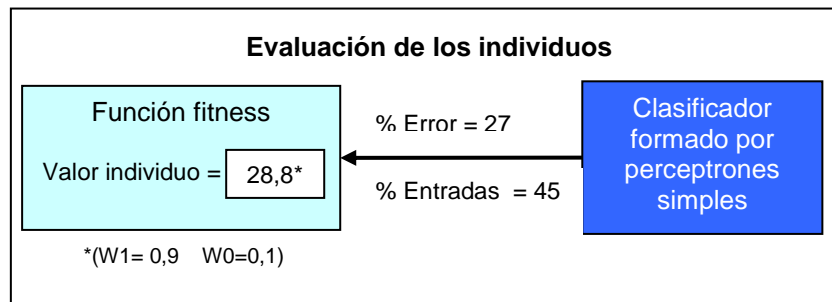 Evaluación de los individuos
Función fitness
Valor individuo = 28,8*
*(W1= 0,9 W0=0,1)
% Error = 27
% Entradas = 45
Clasificador
formado por
perceptrones
simples